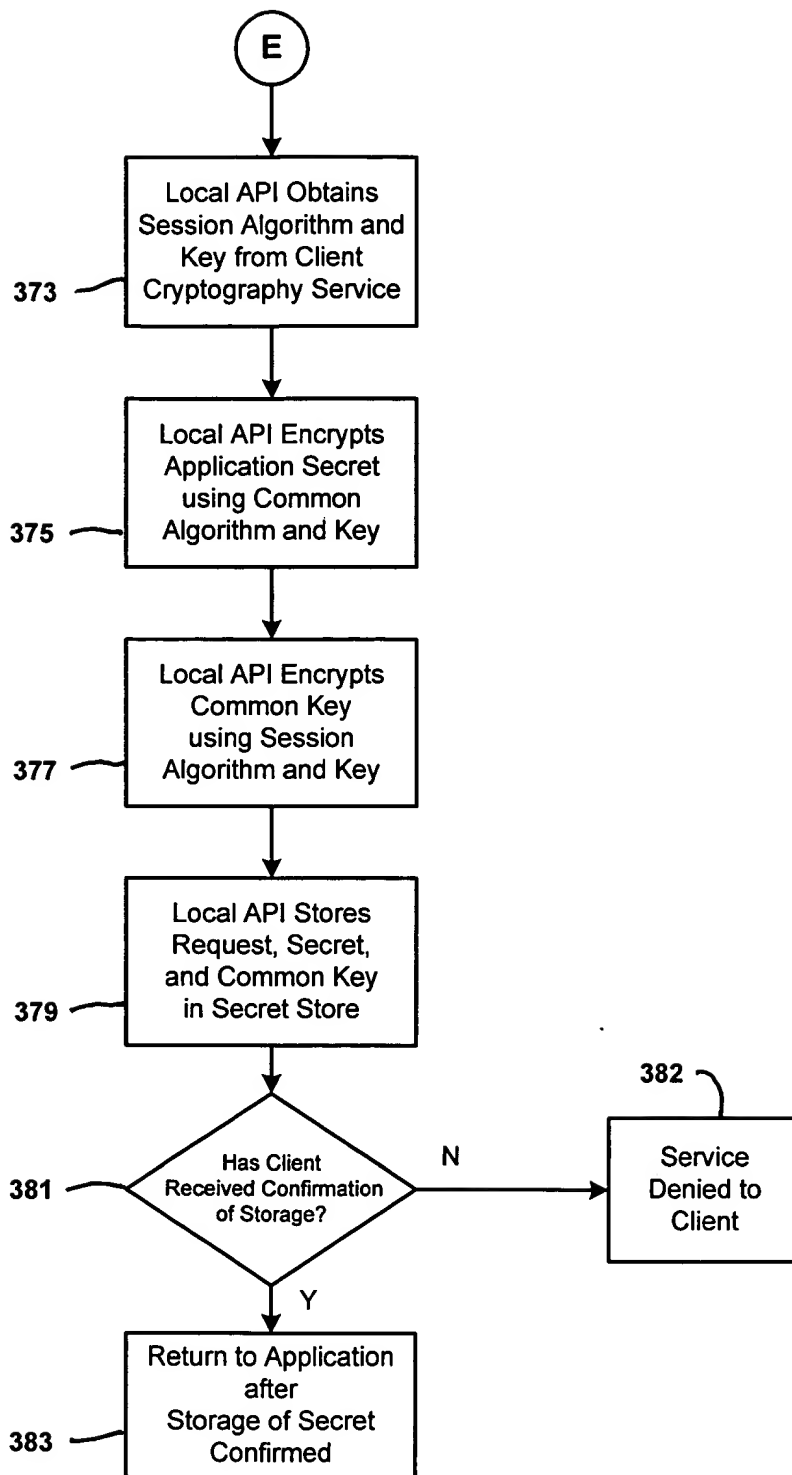 E
Local API Obtains
Session Algorithm and
Key from Client
Cryptography Service
373
Local API Encrypts
Application Secret
using Common
Algorithm and Key
375
Local API Encrypts
Common Key
using Session
Algorithm and Key
377
Local API Stores
Request, Secret,
and Common Key
in Secret Store
379
382
Has Client
Received Confirmation
of Storage?
381
N
Service
Denied to
Client
Y
Return to Application
after
Storage of Secret
Confirmed
383